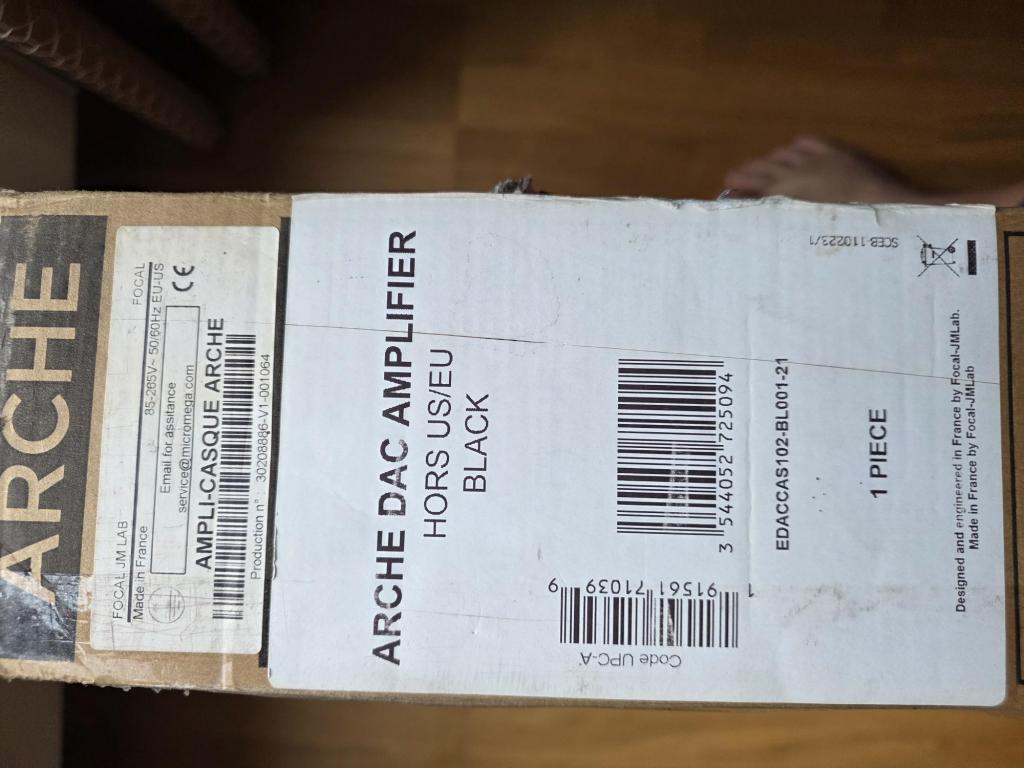 ARCHE
FOCAL JM LAB
FOCAL
Made in France
85-265V~ 50/60Hz EU-US
Email for assitance
service@micromega.com
CE
AMPLI-CASQUE ARCHE
Production n° : 30208886-V1-001064
ARCHE DAC AMPLIFIER
HORS US/EU
BLACK
3 544052 725094
Code UPC-A
1 91561 71039 9
EDACCAS102-BL001-21
1 PIECE
SCEB-110223/1
Designed and engineered in France by Focal-JMLab.
Made in France by Focal-JMLab